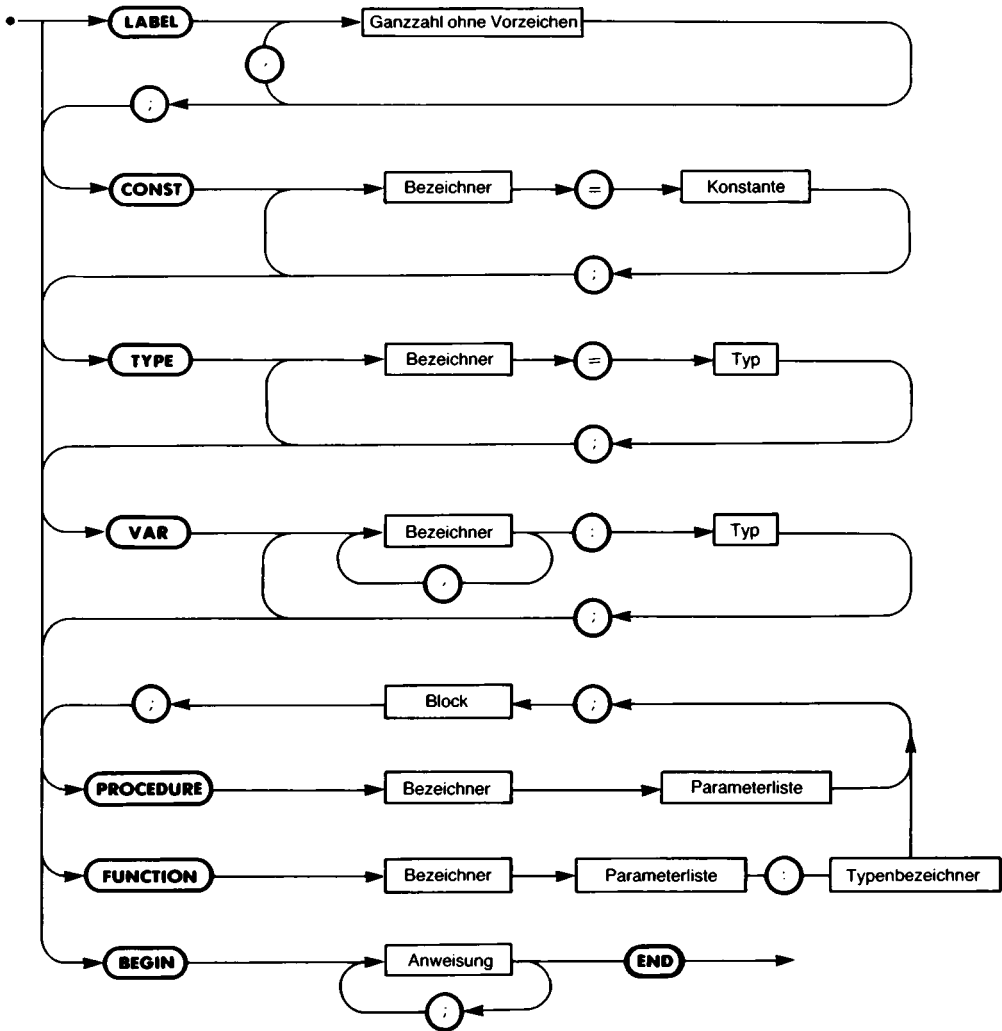 LABEL Ganzzahl ohne Vorzeichen
,
;
CONST Bezeichner = Konstante
;
TYPE Bezeichner = Typ
;
VAR Bezeichner : Typ
,
;
; Block ;
PROCEDURE Bezeichner Parameterliste
FUNCTION Bezeichner Parameterliste : Typenbezeichner
BEGIN Anweisung END
;